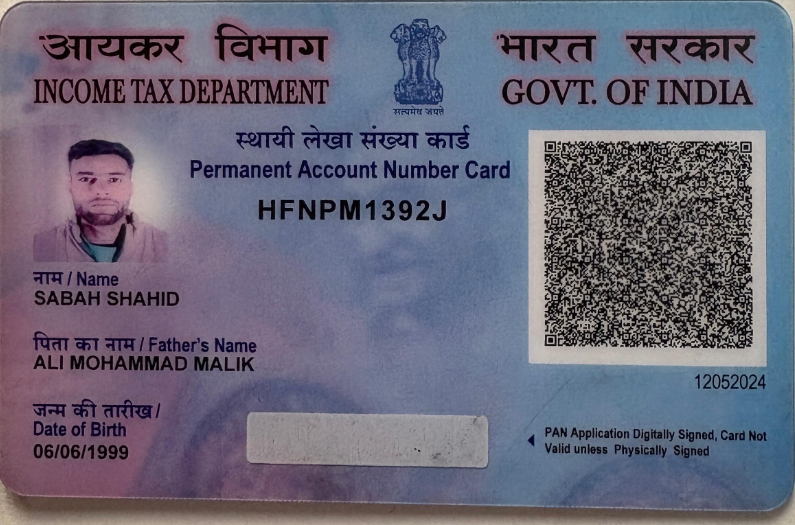 आयकर विभाग
INCOME TAX DEPARTMENT
सत्यमेव जयते
भारत सरकार
GOVT. OF INDIA
स्थायी लेखा संख्या कार्ड
Permanent Account Number Card
HFNPM1392J
नाम / Name
SABAH SHAHID
पिता का नाम / Father's Name
ALI MOHAMMAD MALIK
जन्म की तारीख /
Date of Birth
06/06/1999
12052024
PAN Application Digitally Signed, Card Not
Valid unless Physically Signed